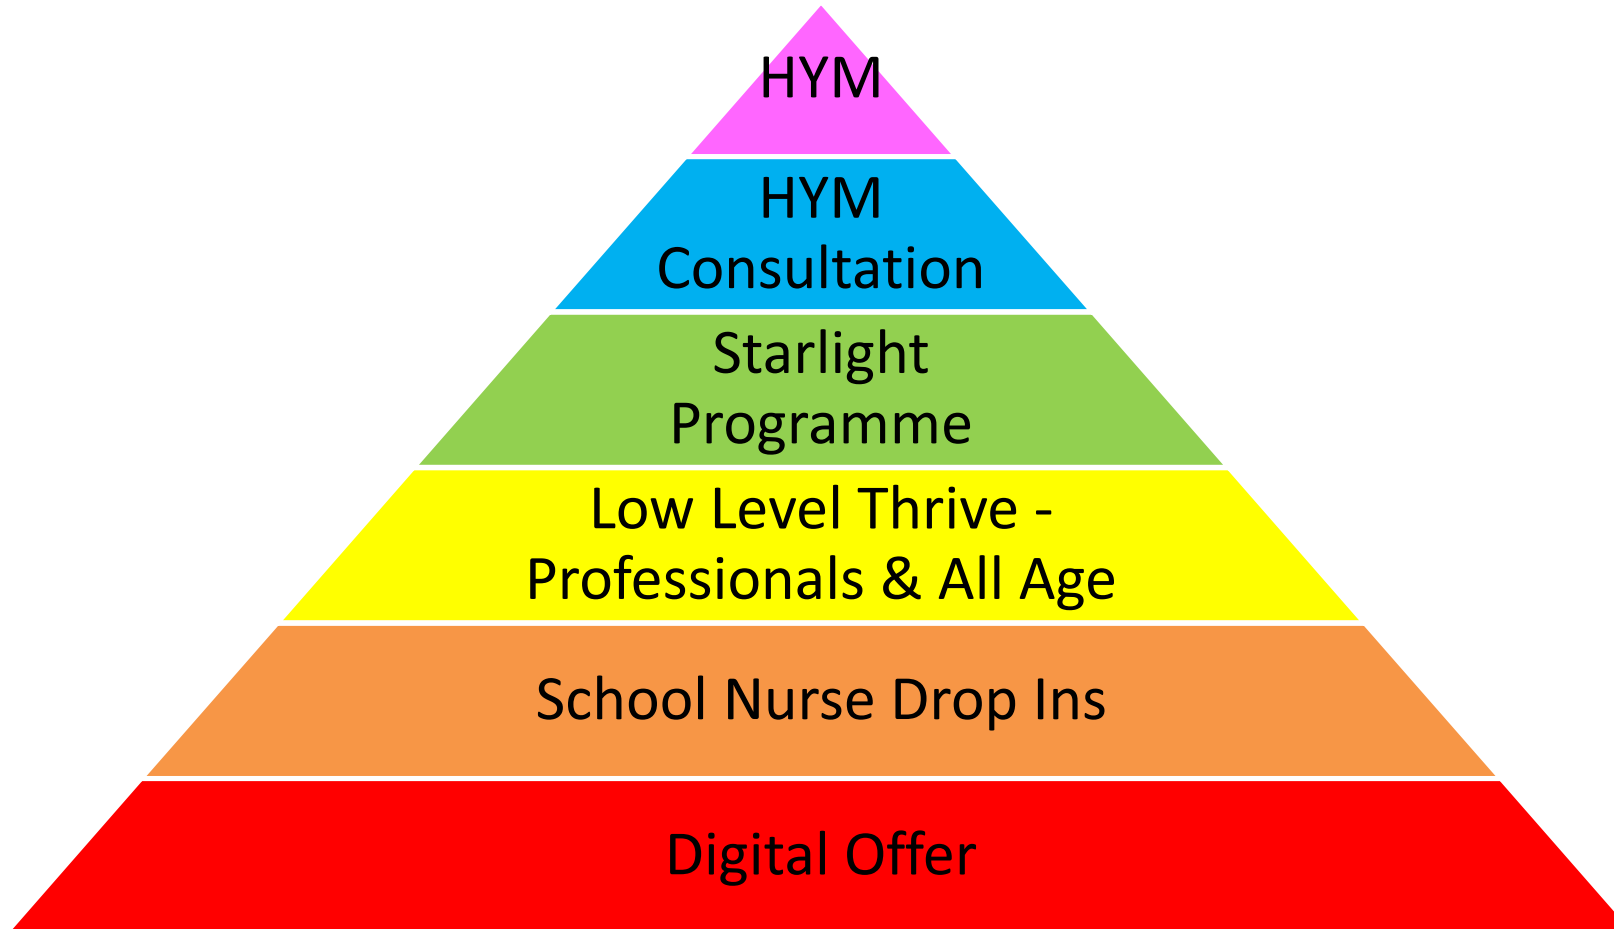 HYM
HYM
Consultation
Starlight
Programme
Low Level Thrive -
Professionals & All Age
School Nurse Drop Ins
Digital Offer